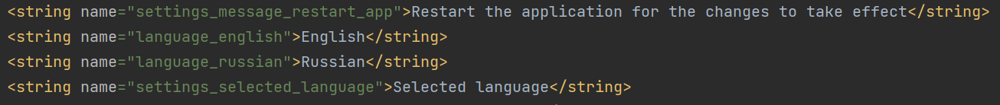 <string name="settings_message_restart_app">Restart the application for the changes to take effect</string>
<string name="language_english">English</string>
<string name="language_russian">Russian</string>
<string name="settings_selected_language">Selected language</string>